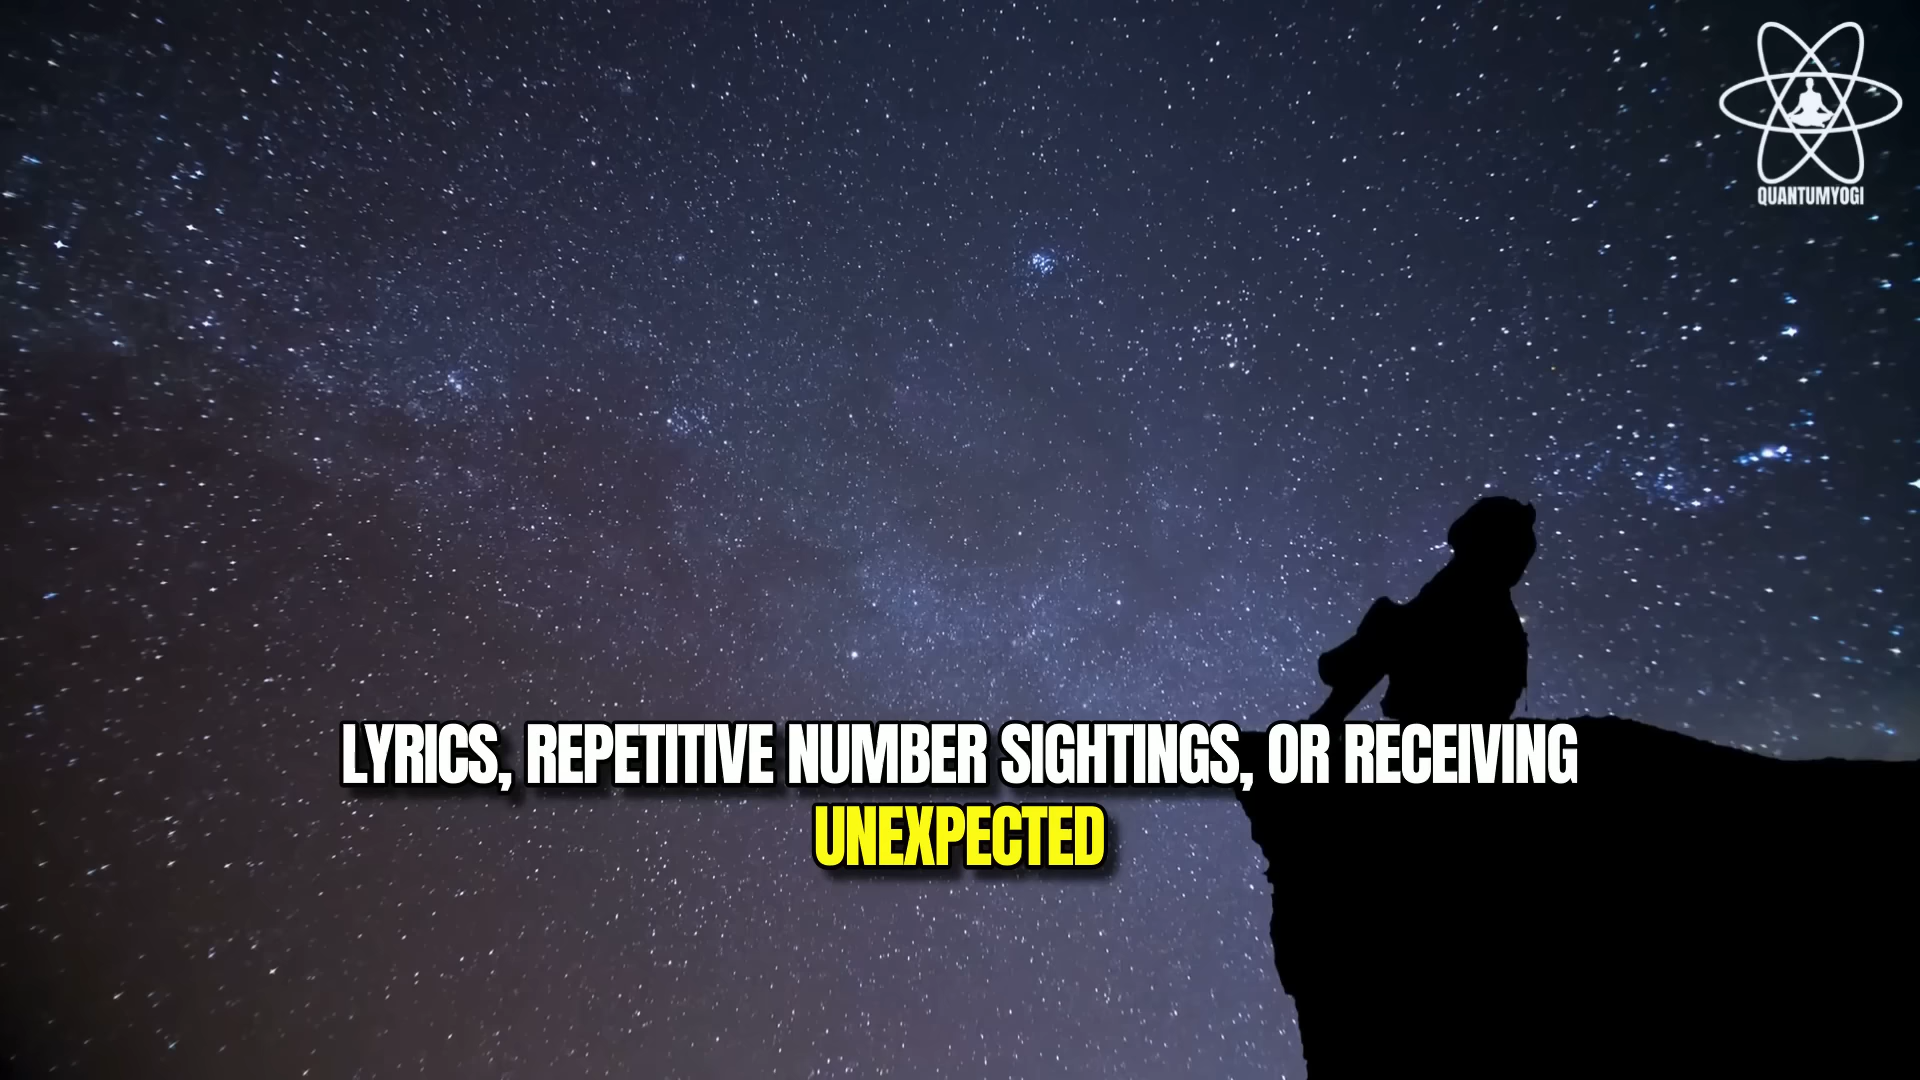 QUANTUMYOGI
LYRICS, REPETITIVE NUMBER SIGHTINGS, OR RECEIVING
UNEXPECTED